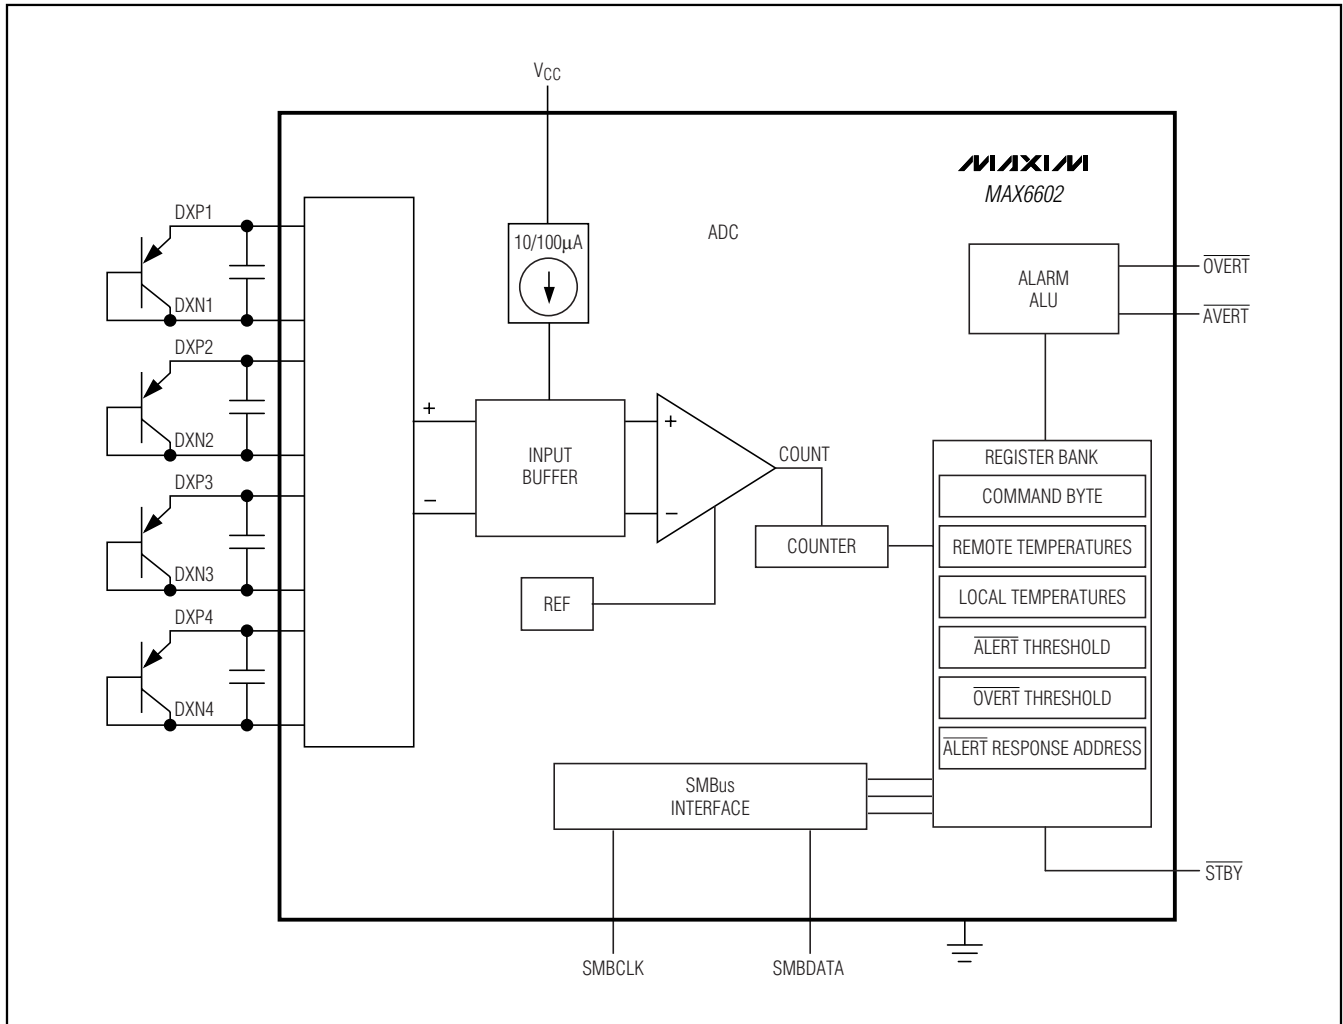 VCC
MAXIM
MAX6602
DXP1
DXN1
DXP2
DXN2
DXP3
DXN3
DXP4
DXN4
10/100µA
ADC
ALARM
ALU
OVERT
AVERT
+
−
INPUT
BUFFER
+
−
COUNT
COUNTER
REF
REGISTER BANK
COMMAND BYTE
REMOTE TEMPERATURES
LOCAL TEMPERATURES
ALERT THRESHOLD
OVERT THRESHOLD
ALERT RESPONSE ADDRESS
SMBus
INTERFACE
STBY
SMBCLK
SMBDATA